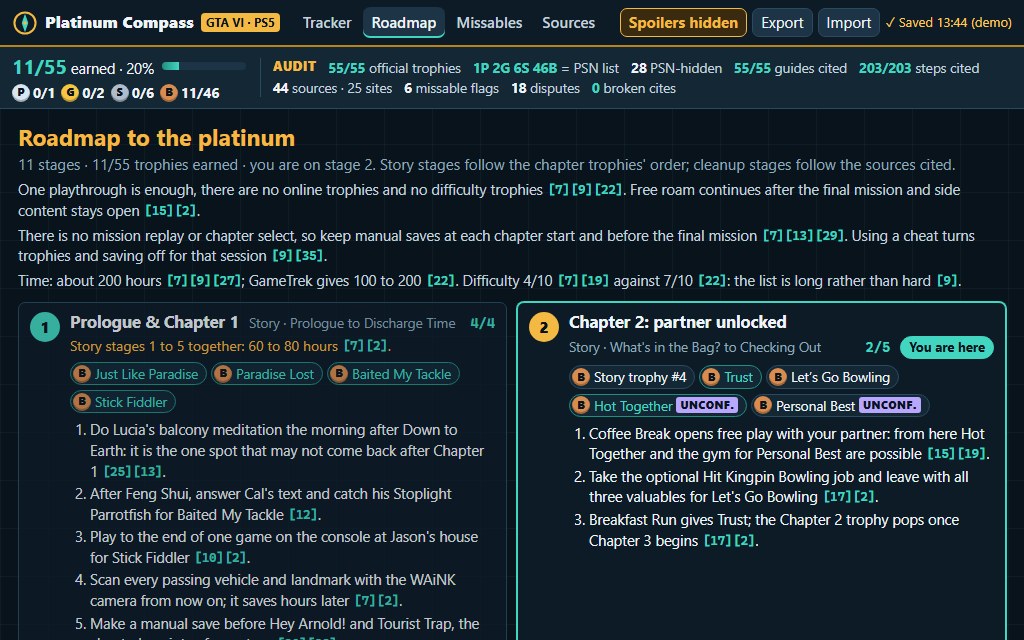 Platinum Compass GTA VI · PS5 Tracker Roadmap Missables Sources Spoilers hidden Export Import ✓ Saved 13:44 (demo)
11/55 earned · 20%
P 0/1 G 0/2 S 0/6 B 11/46
AUDIT 55/55 official trophies 1P 2G 6S 46B = PSN list 28 PSN-hidden 55/55 guides cited 203/203 steps cited
44 sources · 25 sites 6 missable flags 18 disputes 0 broken cites
Roadmap to the platinum
11 stages · 11/55 trophies earned · you are on stage 2. Story stages follow the chapter trophies' order; cleanup stages follow the sources cited.
One playthrough is enough, there are no online trophies and no difficulty trophies [7] [9] [22]. Free roam continues after the final mission and side
content stays open [15] [2].
There is no mission replay or chapter select, so keep manual saves at each chapter start and before the final mission [7] [13] [29]. Using a cheat turns
trophies and saving off for that session [9] [35].
Time: about 200 hours [7] [9] [27]; GameTrek gives 100 to 200 [22]. Difficulty 4/10 [7] [19] against 7/10 [22]: the list is long rather than hard [9].
1 Prologue & Chapter 1 Story · Prologue to Discharge Time 4/4
Story stages 1 to 5 together: 60 to 80 hours [7] [2].
B Just Like Paradise B Paradise Lost B Baited My Tackle
B Stick Fiddler
1. Do Lucia's balcony meditation the morning after Down to
Earth: it is the one spot that may not come back after Chapter
1 [25] [13].
2. After Feng Shui, answer Cal's text and catch his Stoplight
Parrotfish for Baited My Tackle [12].
3. Play to the end of one game on the console at Jason's house
for Stick Fiddler [10] [2].
4. Scan every passing vehicle and landmark with the WAiNK
camera from now on; it saves hours later [7] [2].
5. Make a manual save before Hey Arnold! and Tourist Trap, the
2 Chapter 2: partner unlocked
Story · What's in the Bag? to Checking Out 2/5 You are here
B Story trophy #4 B Trust B Let's Go Bowling
B Hot Together UNCONF. B Personal Best UNCONF.
1. Coffee Break opens free play with your partner: from here Hot
Together and the gym for Personal Best are possible [15] [19].
2. Take the optional Hit Kingpin Bowling job and leave with all
three valuables for Let's Go Bowling [17] [2].
3. Breakfast Run gives Trust; the Chapter 2 trophy pops once
Chapter 3 begins [17] [2].